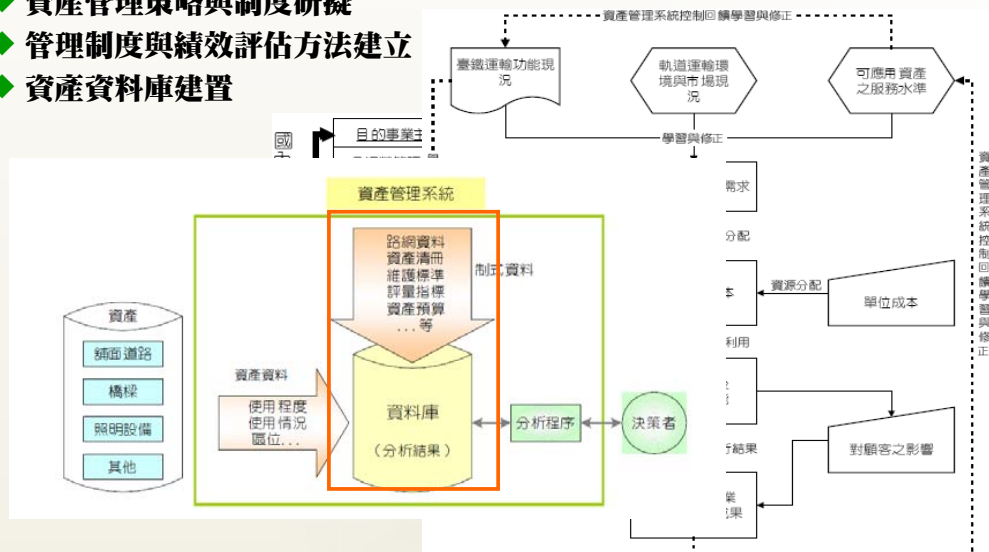 資產管理策略與制度研擬
管理制度與績效評估方法建立
資產資料庫建置
資產管理系統控制回饋學習與修正
臺鐵運輸功能現
況
軌道運輸環
境與市場現
況
可應用資產
之服務水準
學習與修正
目的事業主
國
需求
分配
本
資源分配
單位成本
利用
對顧客之影響
析結果
業
成果
資產管理系統控制回饋學習與修正
資產管理系統
路網資料
資產清冊
維護標準
評量指標
資產預算
...等
制式資料
資產
鋪面道路
橋樑
照明設備
其他
資產資料
使用程度
使用情況
區位...
資料庫
(分析結果)
分析程序
決策者